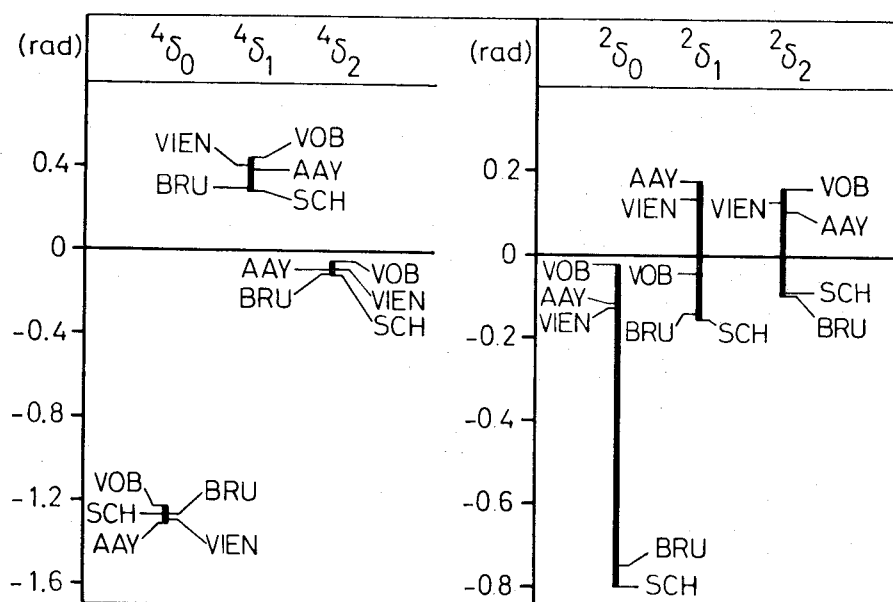 (rad) ⁴δ₀ ⁴δ₁ ⁴δ₂ (rad) ²δ₀ ²δ₁ ²δ₂
VIEN VOB
0.4 AAY
BRU SCH
0
AAY VOB
BRU VIEN
-0.4 SCH
-0.8
VOB BRU
-1.2
SCH
AAY VIEN
-1.6
AAY VOB
0.2
VIEN VIEN AAY
0
VOB VOB
AAY SCH
VIEN BRU SCH BRU
-0.2
-0.4
-0.6
BRU
-0.8 SCH